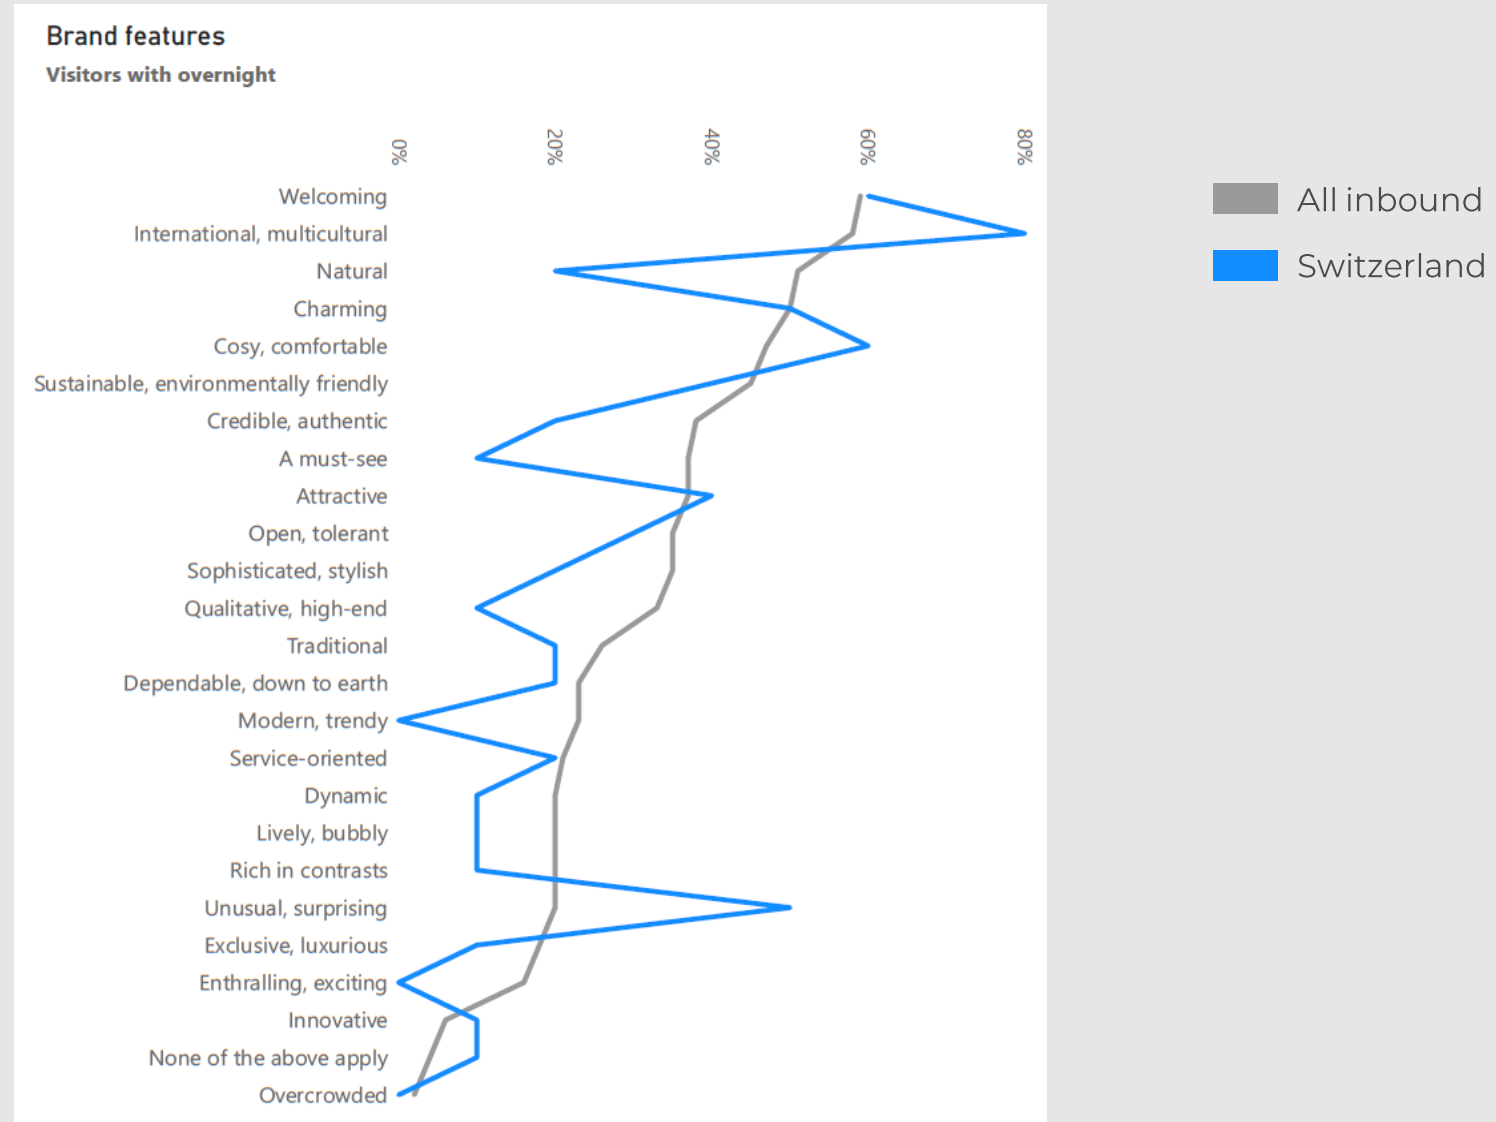 Brand features
Visitors with overnight
0%
20%
40%
60%
80%
Welcoming
International, multicultural
Natural
Charming
Cosy, comfortable
Sustainable, environmentally friendly
Credible, authentic
A must-see
Attractive
Open, tolerant
Sophisticated, stylish
Qualitative, high-end
Traditional
Dependable, down to earth
Modern, trendy
Service-oriented
Dynamic
Lively, bubbly
Rich in contrasts
Unusual, surprising
Exclusive, luxurious
Enthralling, exciting
Innovative
None of the above apply
Overcrowded
All inbound
Switzerland